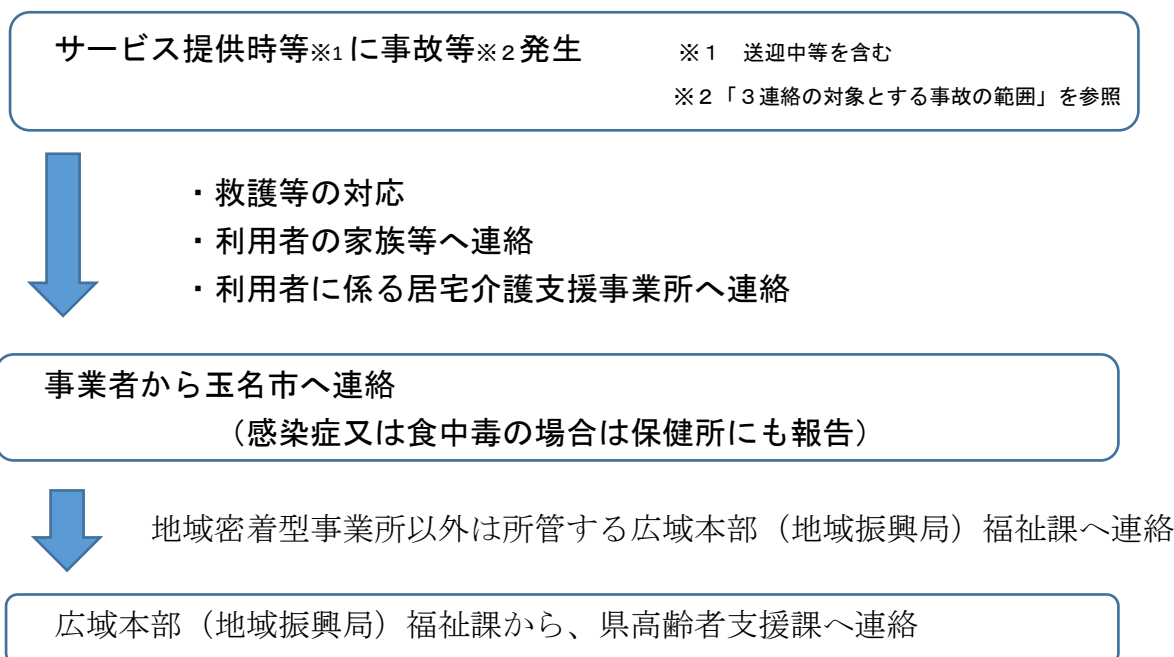 サービス提供時等※1に事故等※2発生　　　※1　送迎中等を含む
※2「3連絡の対象とする事故の範囲」を参照
・救護等の対応
・利用者の家族等へ連絡
・利用者に係る居宅介護支援事業所へ連絡
事業者から玉名市へ連絡
（感染症又は食中毒の場合は保健所にも報告）
地域密着型事業所以外は所管する広域本部（地域振興局）福祉課へ連絡
広域本部（地域振興局）福祉課から、県高齢者支援課へ連絡